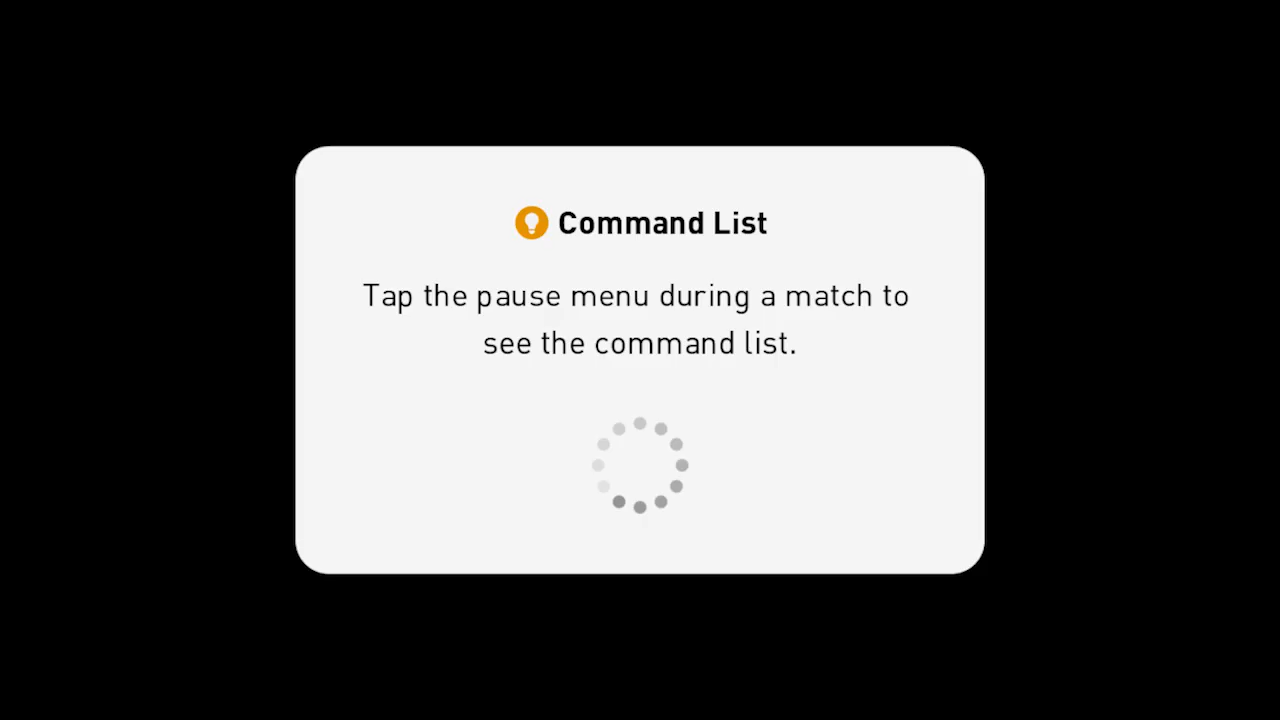 Command List
Tap the pause menu during a match to
see the command list.